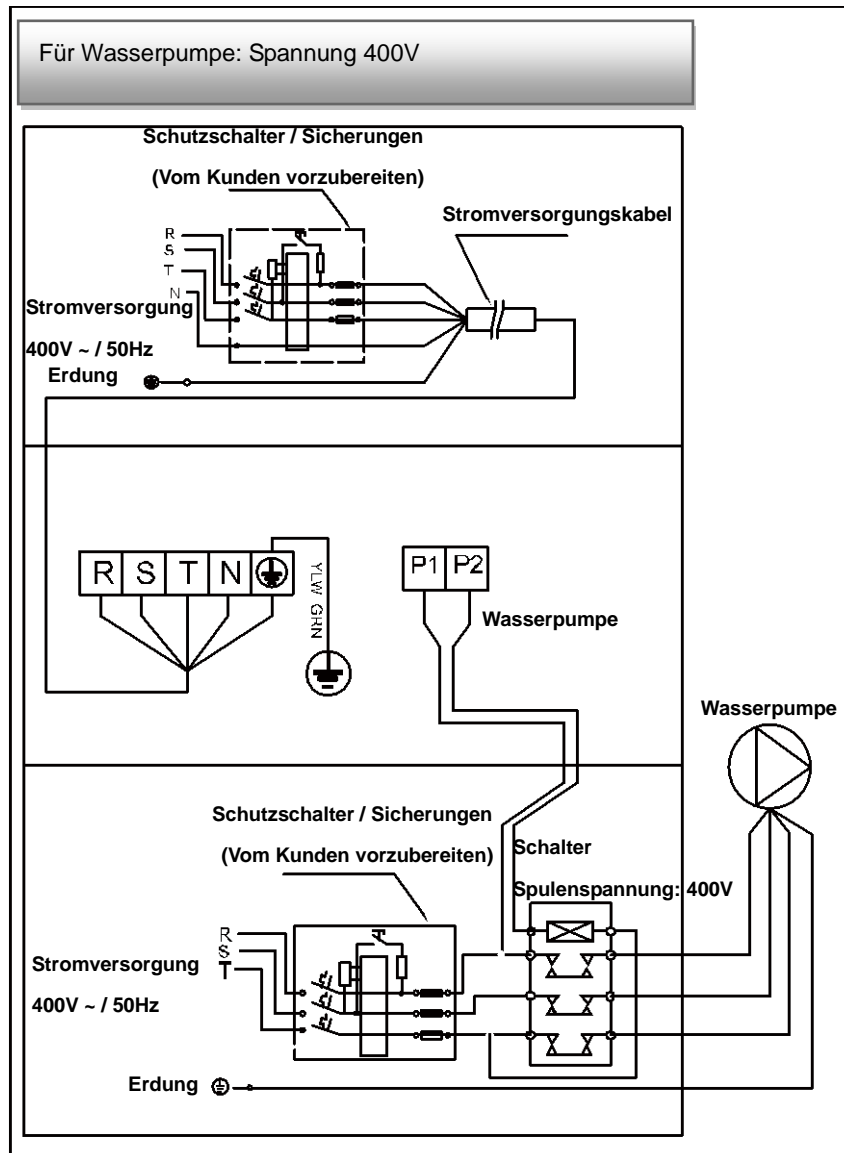 Für Wasserpumpe: Spannung 400V
Schutzschalter / Sicherungen
(Vom Kunden vorzubereiten)
Stromversorgungskabel
R
S
T
N
Stromversorgung
400V ~ / 50Hz
Erdung
R S T N
YLW GRN
P1 P2
Wasserpumpe
Wasserpumpe
Schutzschalter / Sicherungen
(Vom Kunden vorzubereiten)
Schalter
Spulenspannung: 400V
R
S
T
Stromversorgung
400V ~ / 50Hz
Erdung